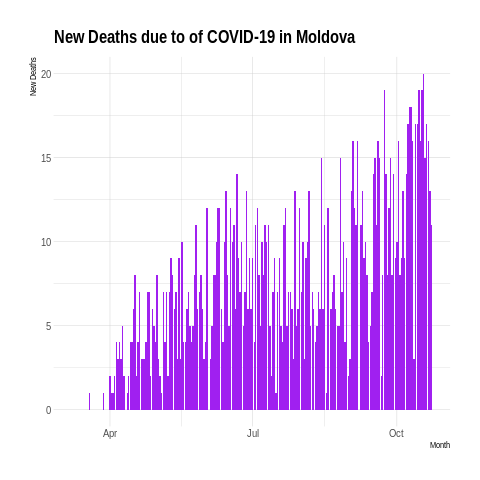 New Deaths due to of COVID-19 in Moldova
New Deaths
20
15
10
5
0
Apr
Jul
Oct
Month